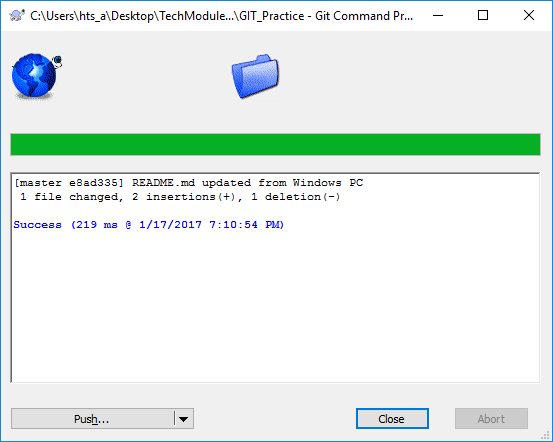 C:\Users\hts_a\Desktop\TechModule...\GIT_Practice - Git Command Pr...
[master e8ad335] README.md updated from Windows PC
1 file changed, 2 insertions(+), 1 deletion(-)
Success (219 ms @ 1/17/2017 7:10:54 PM)
Push... Close Abort